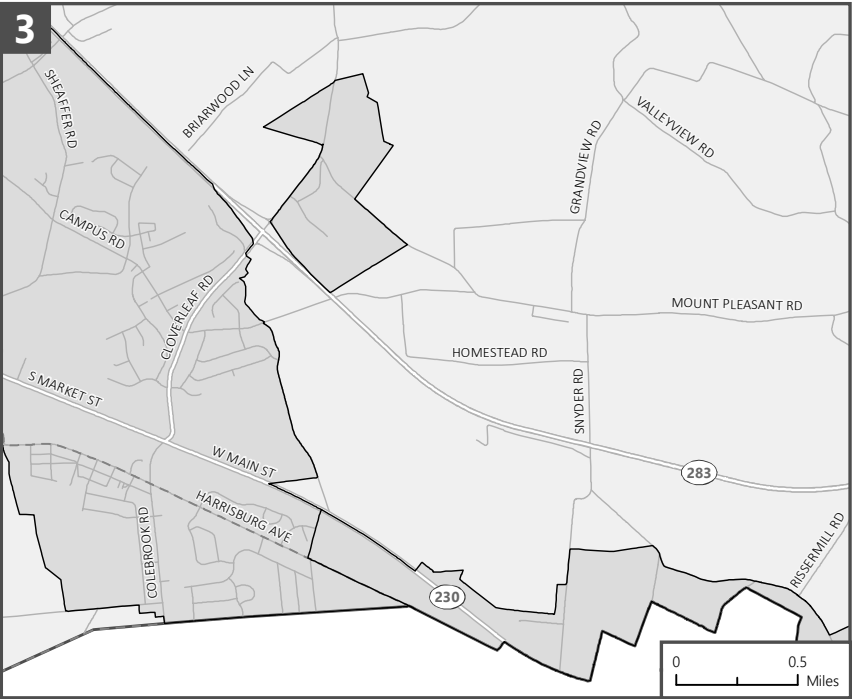 3
SHEAFFER RD
BRIARWOOD LN
VALLEYVIEW RD
GRANDVIEW RD
CAMPUS RD
CLOVERLEAF RD
MOUNT PLEASANT RD
HOMESTEAD RD
S MARKET ST
SNYDER RD
W MAIN ST
283
HARRISBURG AVE
COLEBROOK RD
RISSERMILL RD
230
0 0.5
Miles